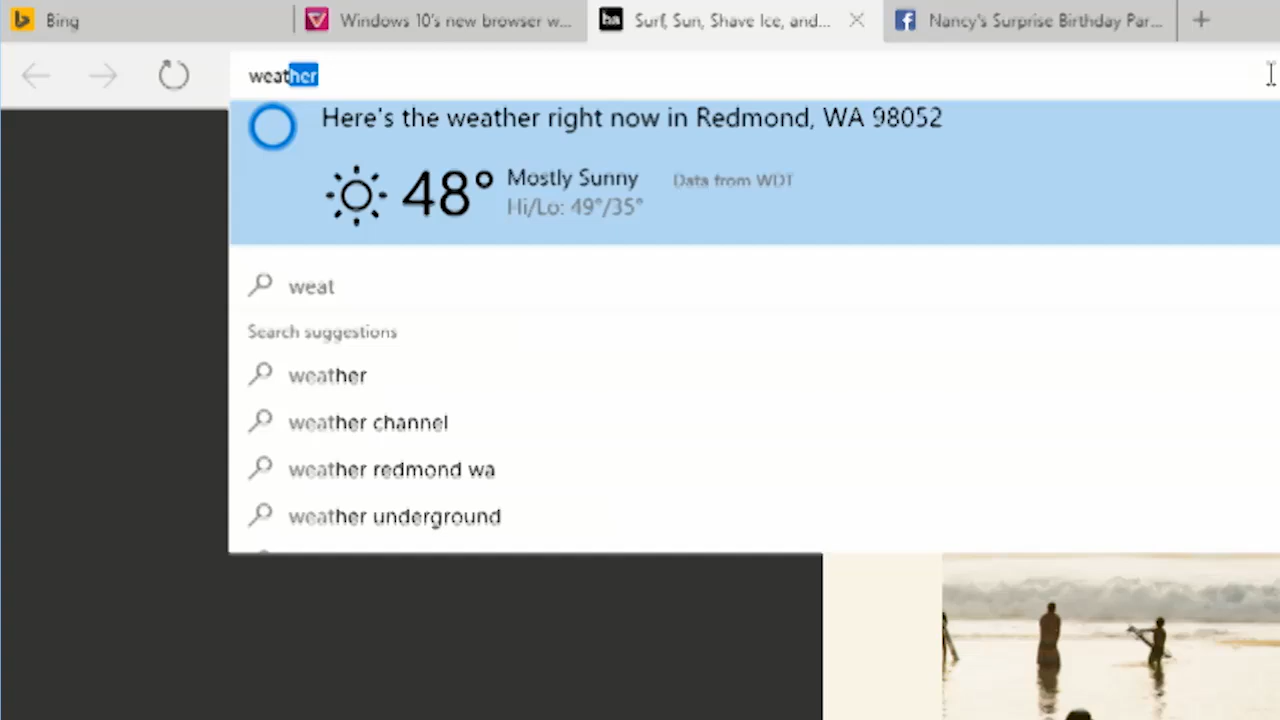 Bing
Windows 10's new browser w...
ba
Surf, Sun, Shave Ice, and...
Nancy's Surprise Birthday Par...
weather
Here's the weather right now in Redmond, WA 98052
48° Mostly Sunny Data from WDT
Hi/Lo: 49°/35°
weat
Search suggestions
weather
weather channel
weather redmond wa
weather underground